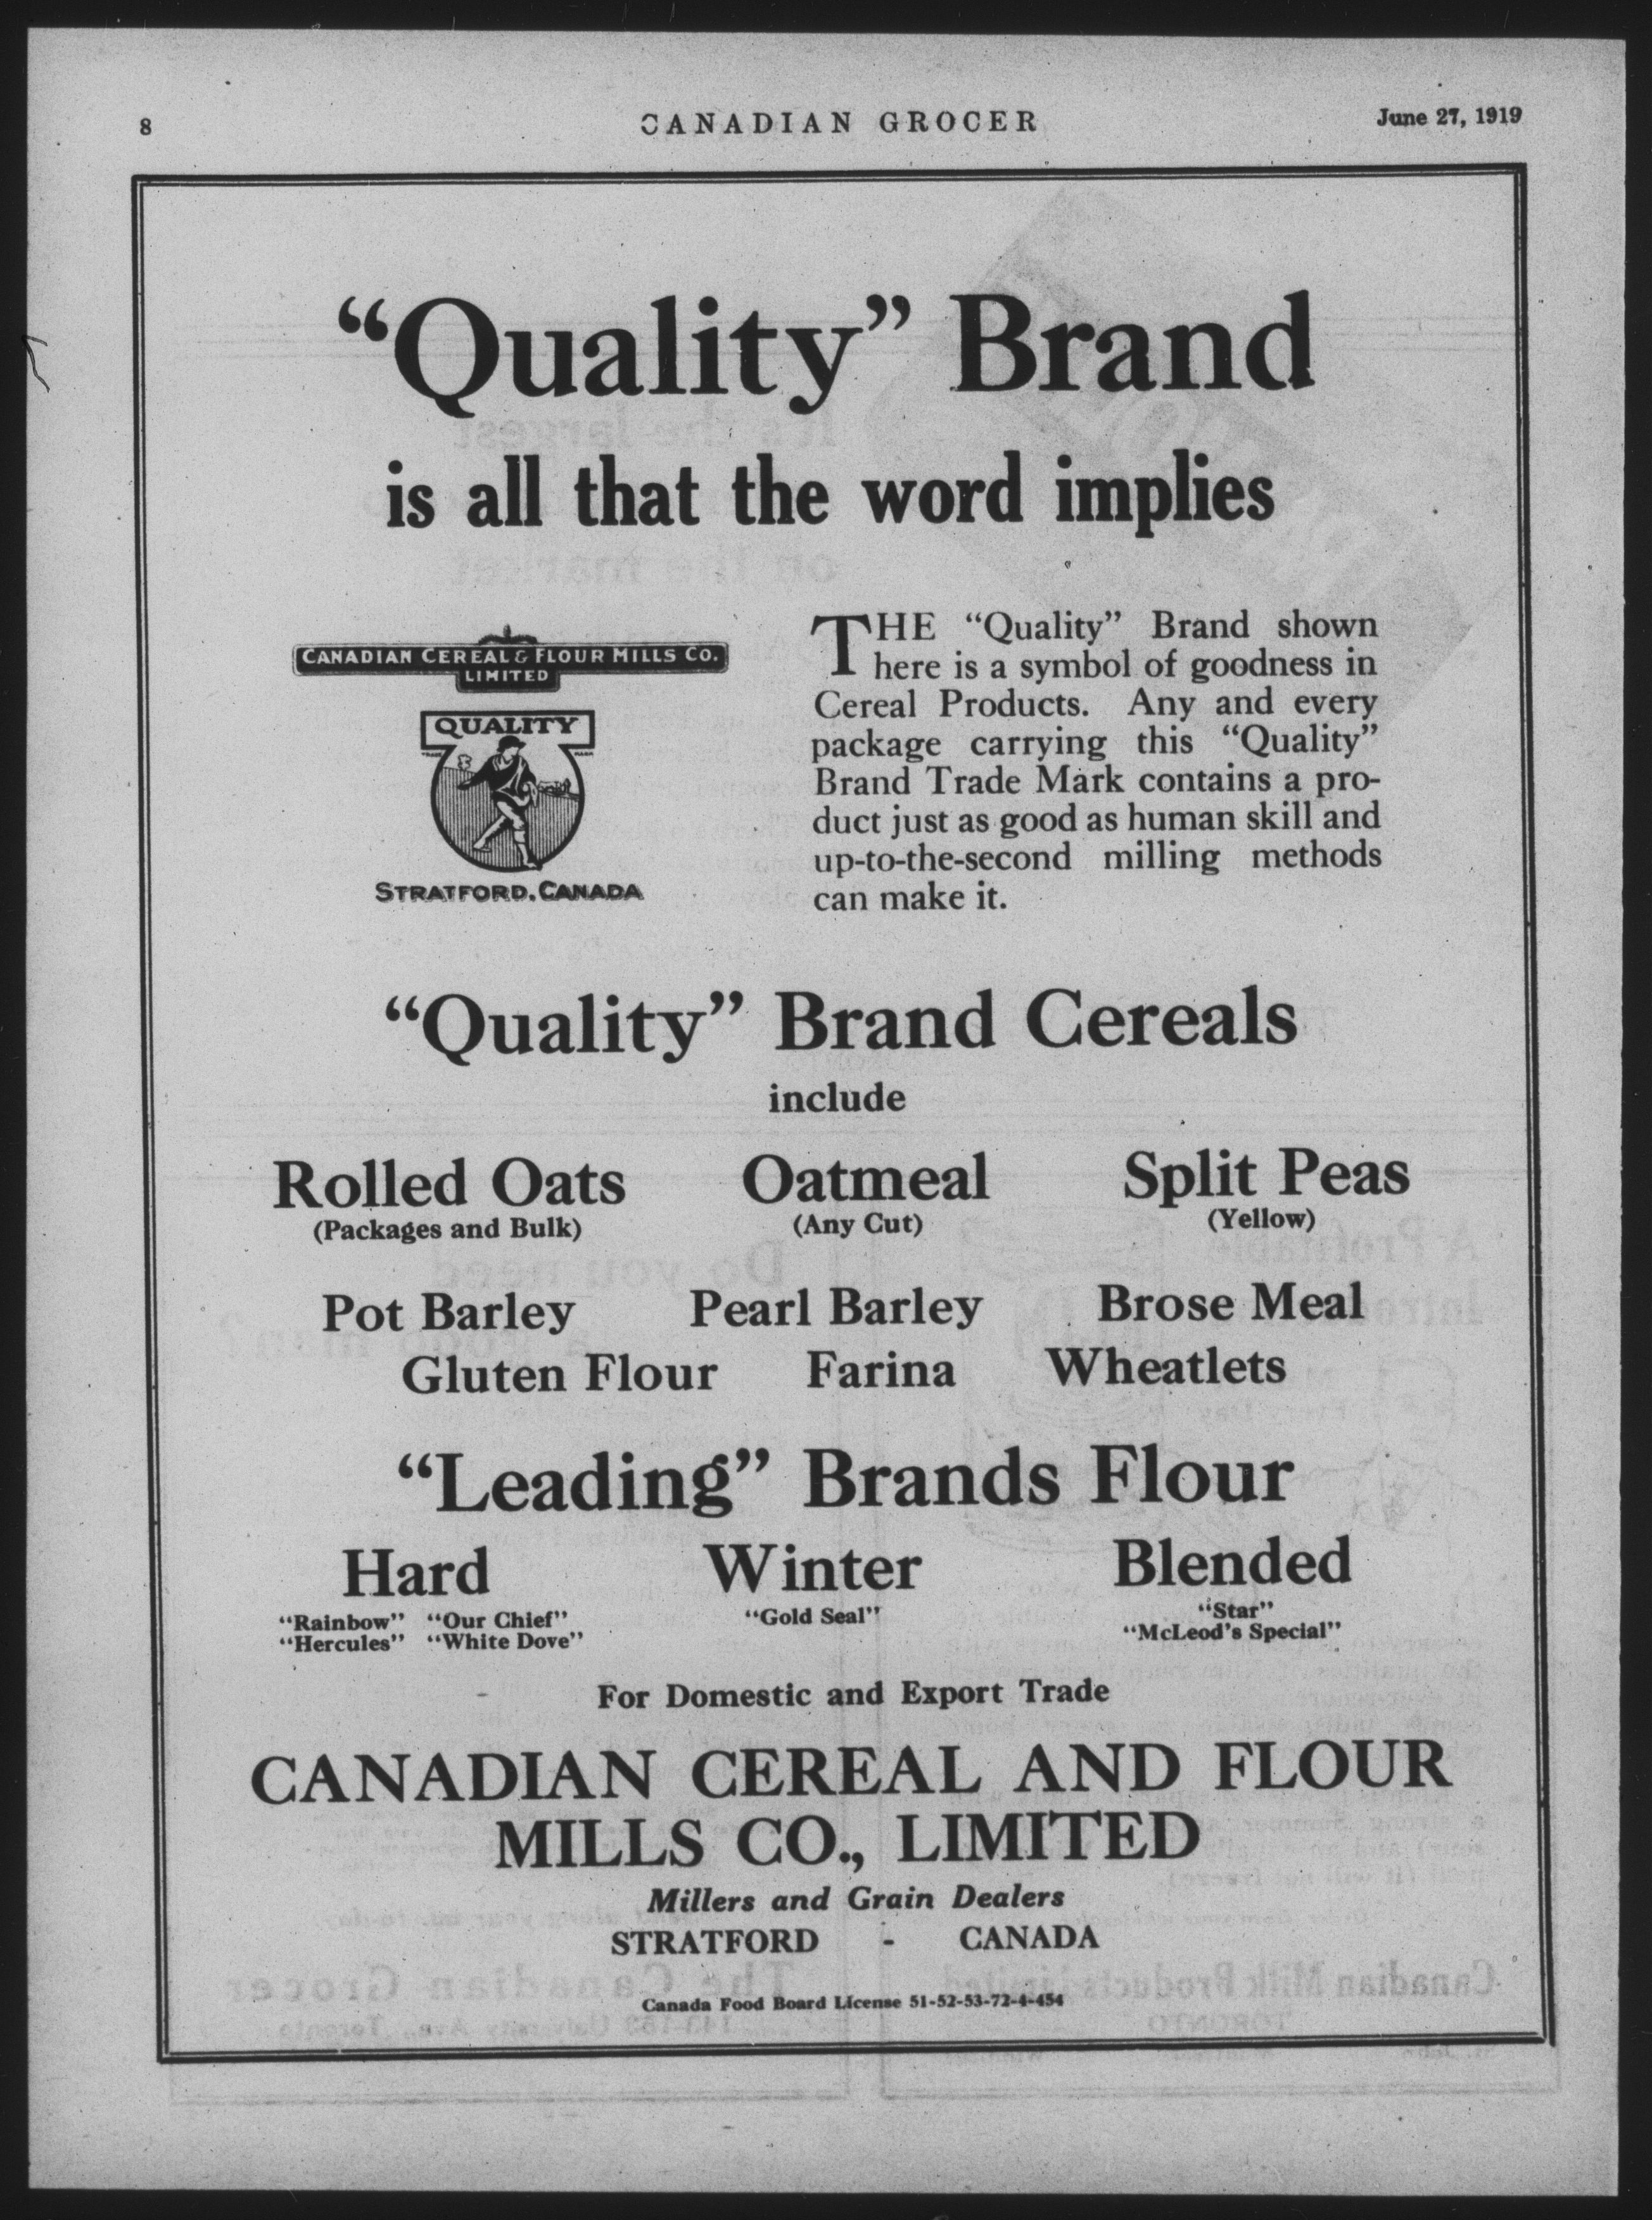 8
CANADIAN GROCER
June 27, 1919
“Quality” Brand
is all that the word implies
CANADIAN CEREAL & FLOUR MILLS CO.
LIMITED
QUALITY
STRATFORD, CANADA
THE “Quality” Brand shown
here is a symbol of goodness in
Cereal Products. Any and every
package carrying this “Quality”
Brand Trade Mark contains a pro-
duct just as good as human skill and
up-to-the-second milling methods
can make it.
“Quality” Brand Cereals
include
Rolled Oats Oatmeal Split Peas
(Packages and Bulk) (Any Cut) (Yellow)
Pot Barley Pearl Barley Brose Meal
Gluten Flour Farina Wheatlets
“Leading” Brands Flour
Hard Winter Blended
“Rainbow” “Our Chief” “Gold Seal” “Star”
“Hercules” “White Dove” “McLeod’s Special”
For Domestic and Export Trade
CANADIAN CEREAL AND FLOUR
MILLS CO., LIMITED
Millers and Grain Dealers
STRATFORD - CANADA
Canada Food Board License 51-52-53-72-4-454